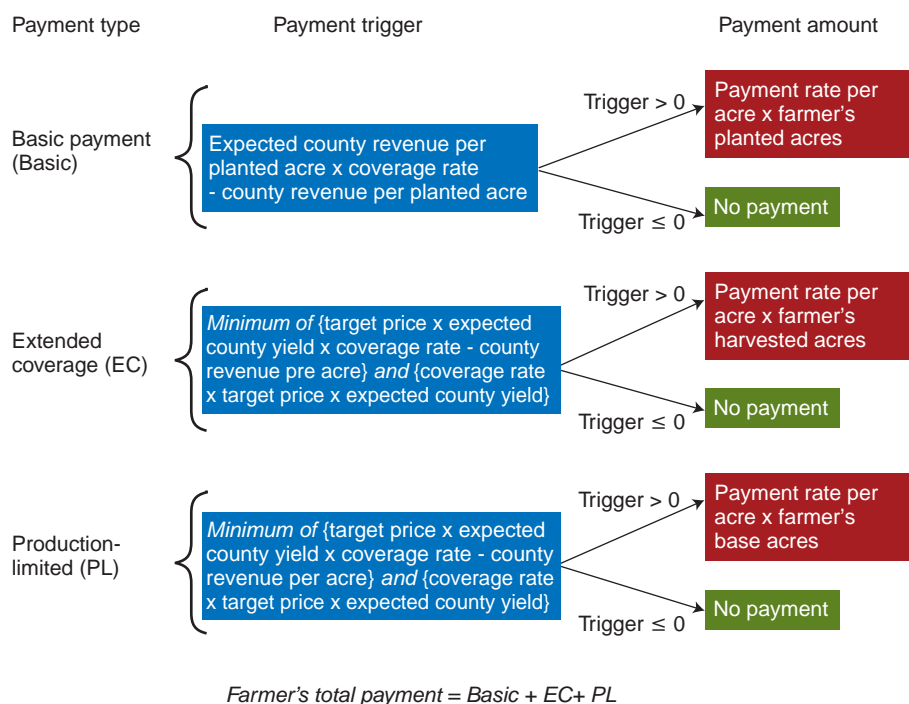 Payment type
Payment trigger
Payment amount
Basic payment
(Basic)
Expected county revenue per
planted acre x coverage rate
- county revenue per planted acre
Trigger > 0
Payment rate per
acre x farmer's
planted acres
Trigger ≤ 0
No payment
Extended
coverage (EC)
Minimum of {target price x expected
county yield x coverage rate - county
revenue pre acre} and {coverage rate
x target price x expected county yield}
Trigger > 0
Payment rate per
acre x farmer's
harvested acres
Trigger ≤ 0
No payment
Production-
limited (PL)
Minimum of {target price x expected
county yield x coverage rate - county
revenue per acre} and {coverage rate
x target price x expected county yield}
Trigger > 0
Payment rate per
acre x farmer's
base acres
Trigger ≤ 0
No payment
Farmer's total payment = Basic + EC+ PL